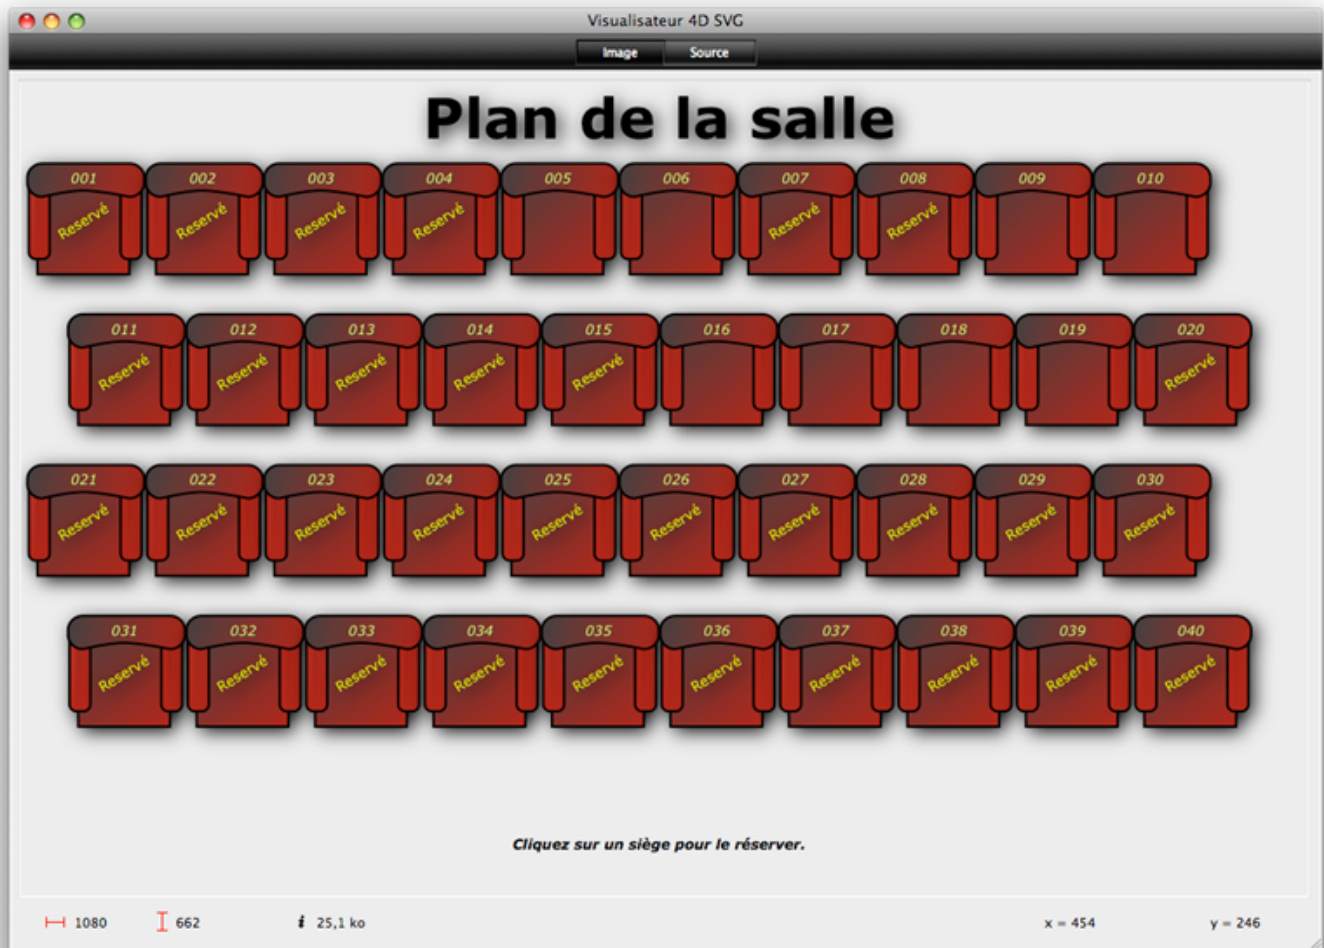 Visualisateur 4D SVG
Image Source
Plan de la salle
001 002 003 004 005 006 007 008 009 010
Reservé Reservé Reservé Reservé Reservé Reservé
011 012 013 014 015 016 017 018 019 020
Reservé Reservé Reservé Reservé Reservé Reservé
021 022 023 024 025 026 027 028 029 030
Reservé Reservé Reservé Reservé Reservé Reservé Reservé Reservé Reservé Reservé
031 032 033 034 035 036 037 038 039 040
Reservé Reservé Reservé Reservé Reservé Reservé Reservé Reservé Reservé Reservé
Cliquez sur un siège pour le réserver.
1080 662 i 25,1 ko x = 454 y = 246